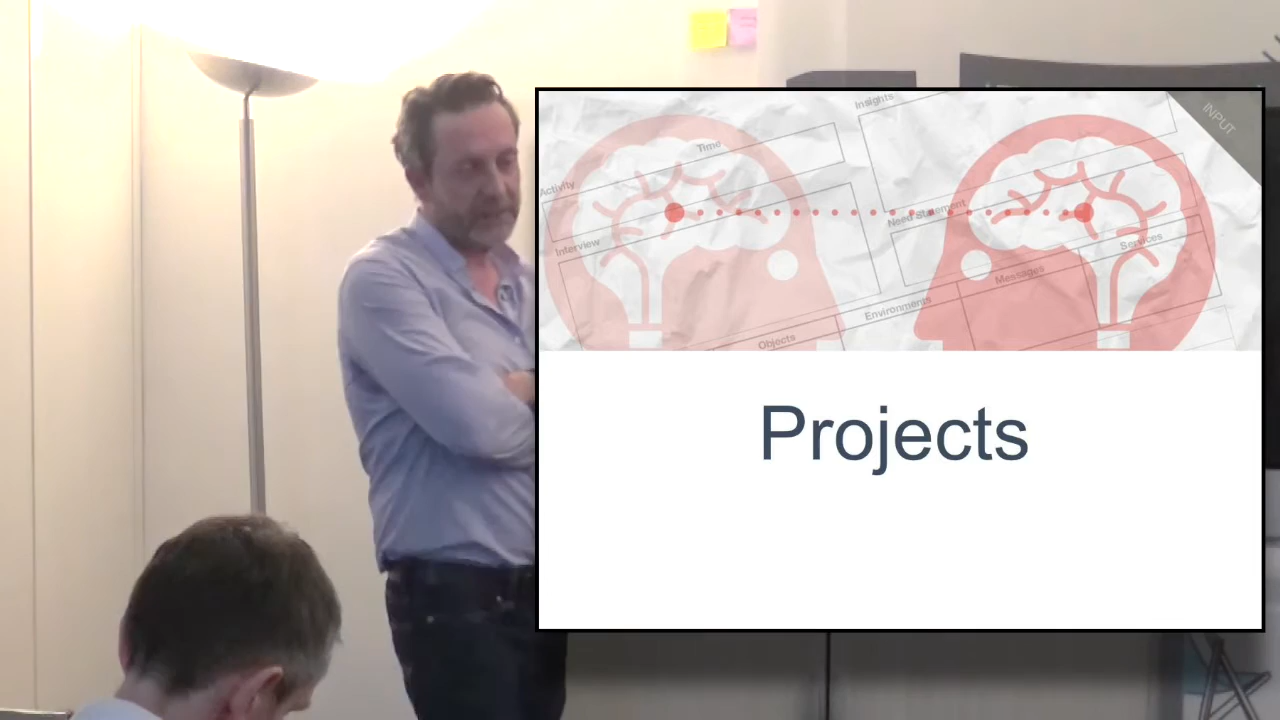 Insights
INPUT
Time
Activity
Need Statement
Interview
Services
Messages
Environments
Objects
Projects